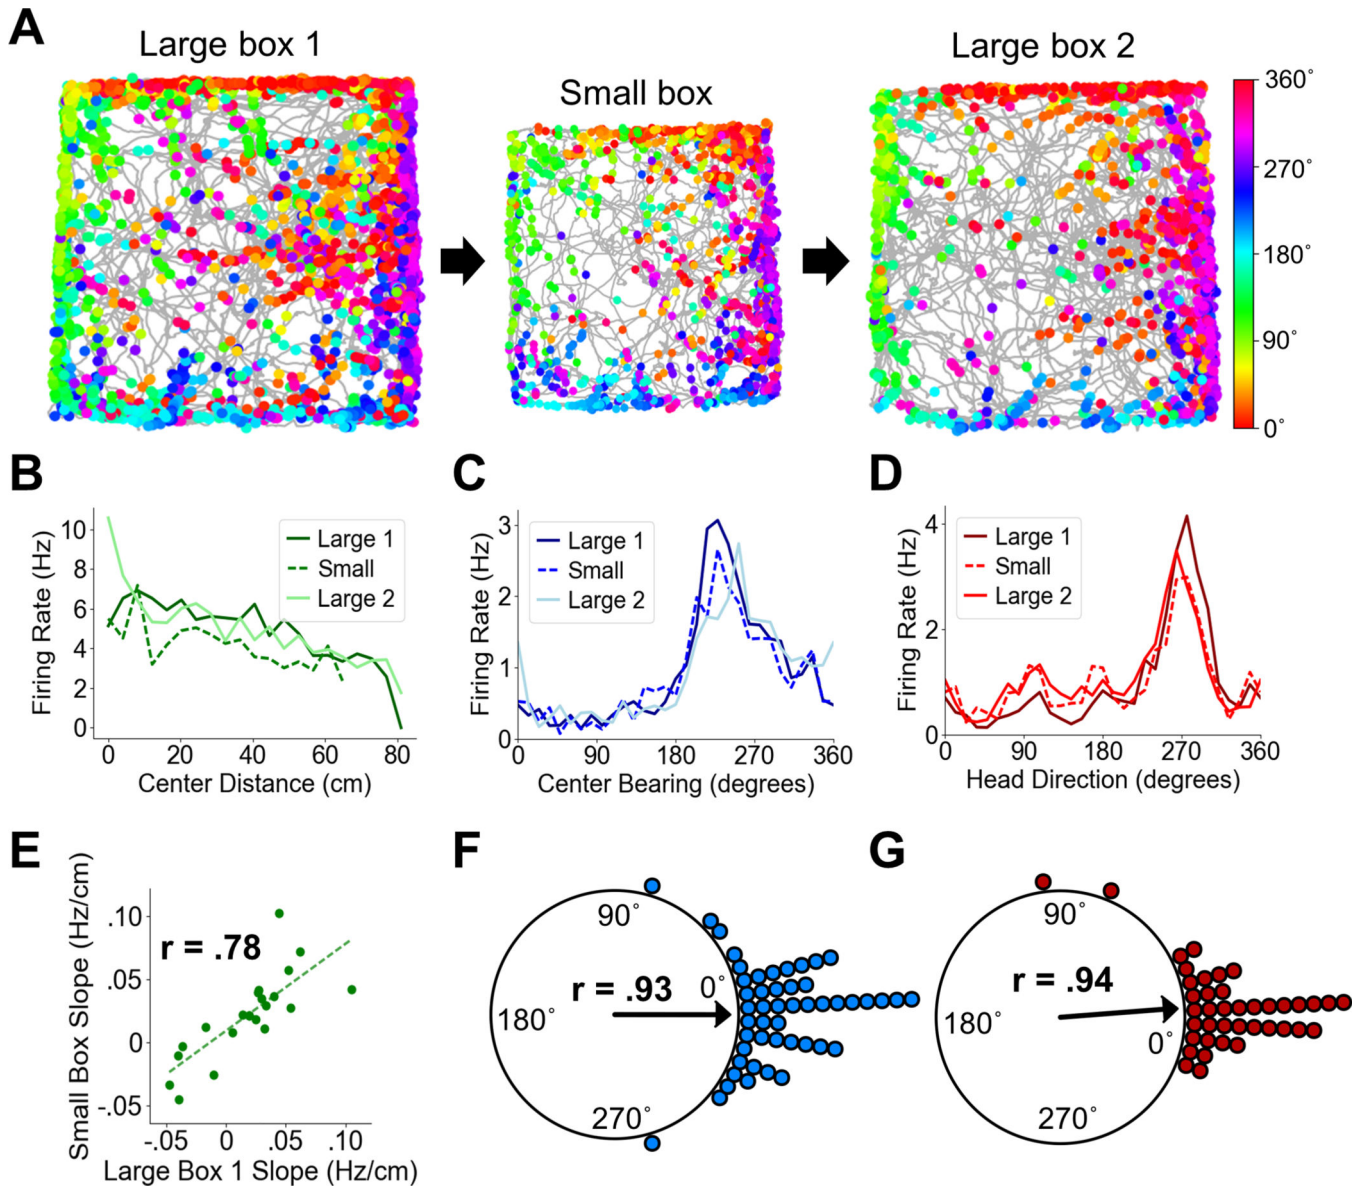 A
Large box 1
Small box
Large box 2
360°
270°
180°
90°
0°
B
Firing Rate (Hz)
10
8
6
4
2
0
Large 1
Small
Large 2
0 20 40 60 80
Center Distance (cm)
C
Firing Rate (Hz)
3
2
1
0
Large 1
Small
Large 2
0 90 180 270 360
Center Bearing (degrees)
D
Firing Rate (Hz)
4
2
0
Large 1
Small
Large 2
0 90 180 270 360
Head Direction (degrees)
E
Small Box Slope (Hz/cm)
.10
.05
0
-.05
r = .78
-.05 0 .05 .10
Large Box 1 Slope (Hz/cm)
F
90°
r = .93
0°
180°
270°
G
90°
r = .94
180°
0°
270°